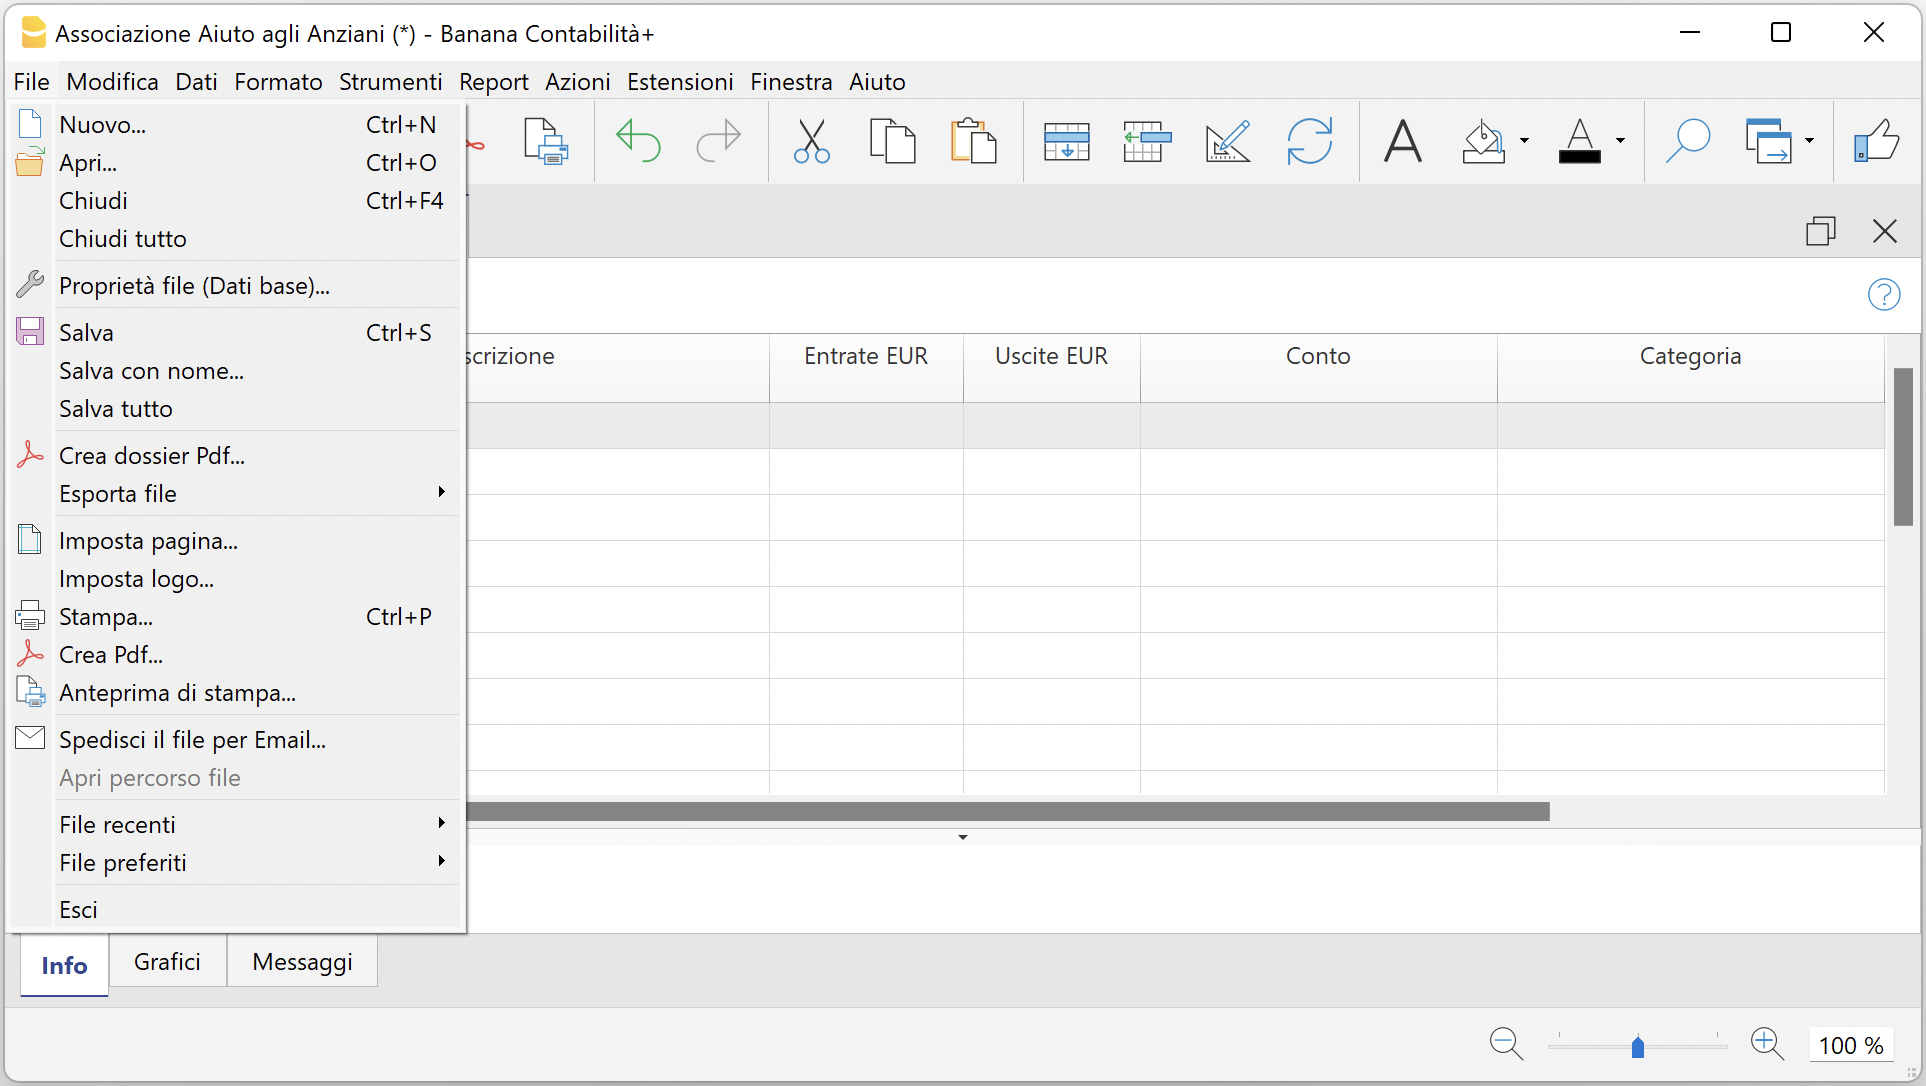 Associazione Aiuto agli Anziani (*) - Banana Contabilità+
File Modifica Dati Formato Strumenti Report Azioni Estensioni Finestra Aiuto
Nuovo... Ctrl+N
Apri... Ctrl+O
Chiudi Ctrl+F4
Chiudi tutto
Proprietà file (Dati base)...
Salva Ctrl+S
Salva con nome...
Salva tutto
Crea dossier Pdf...
Esporta file
Imposta pagina...
Imposta logo...
Stampa... Ctrl+P
Crea Pdf...
Anteprima di stampa...
Spedisci il file per Email...
Apri percorso file
File recenti
File preferiti
Esci
scrizione Entrate EUR Uscite EUR Conto Categoria
Info Grafici Messaggi
100 %